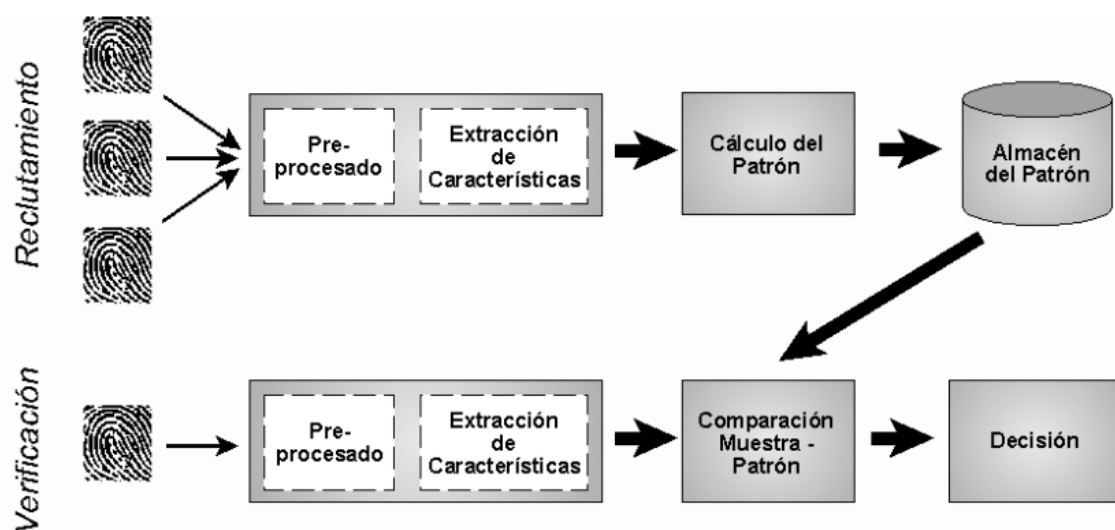 Reclutamiento
Pre-
procesado
Extracción
de
Características
Cálculo del
Patrón
Almacén
del Patrón
Verificación
Pre-
procesado
Extracción
de
Características
Comparación
Muestra -
Patrón
Decisión